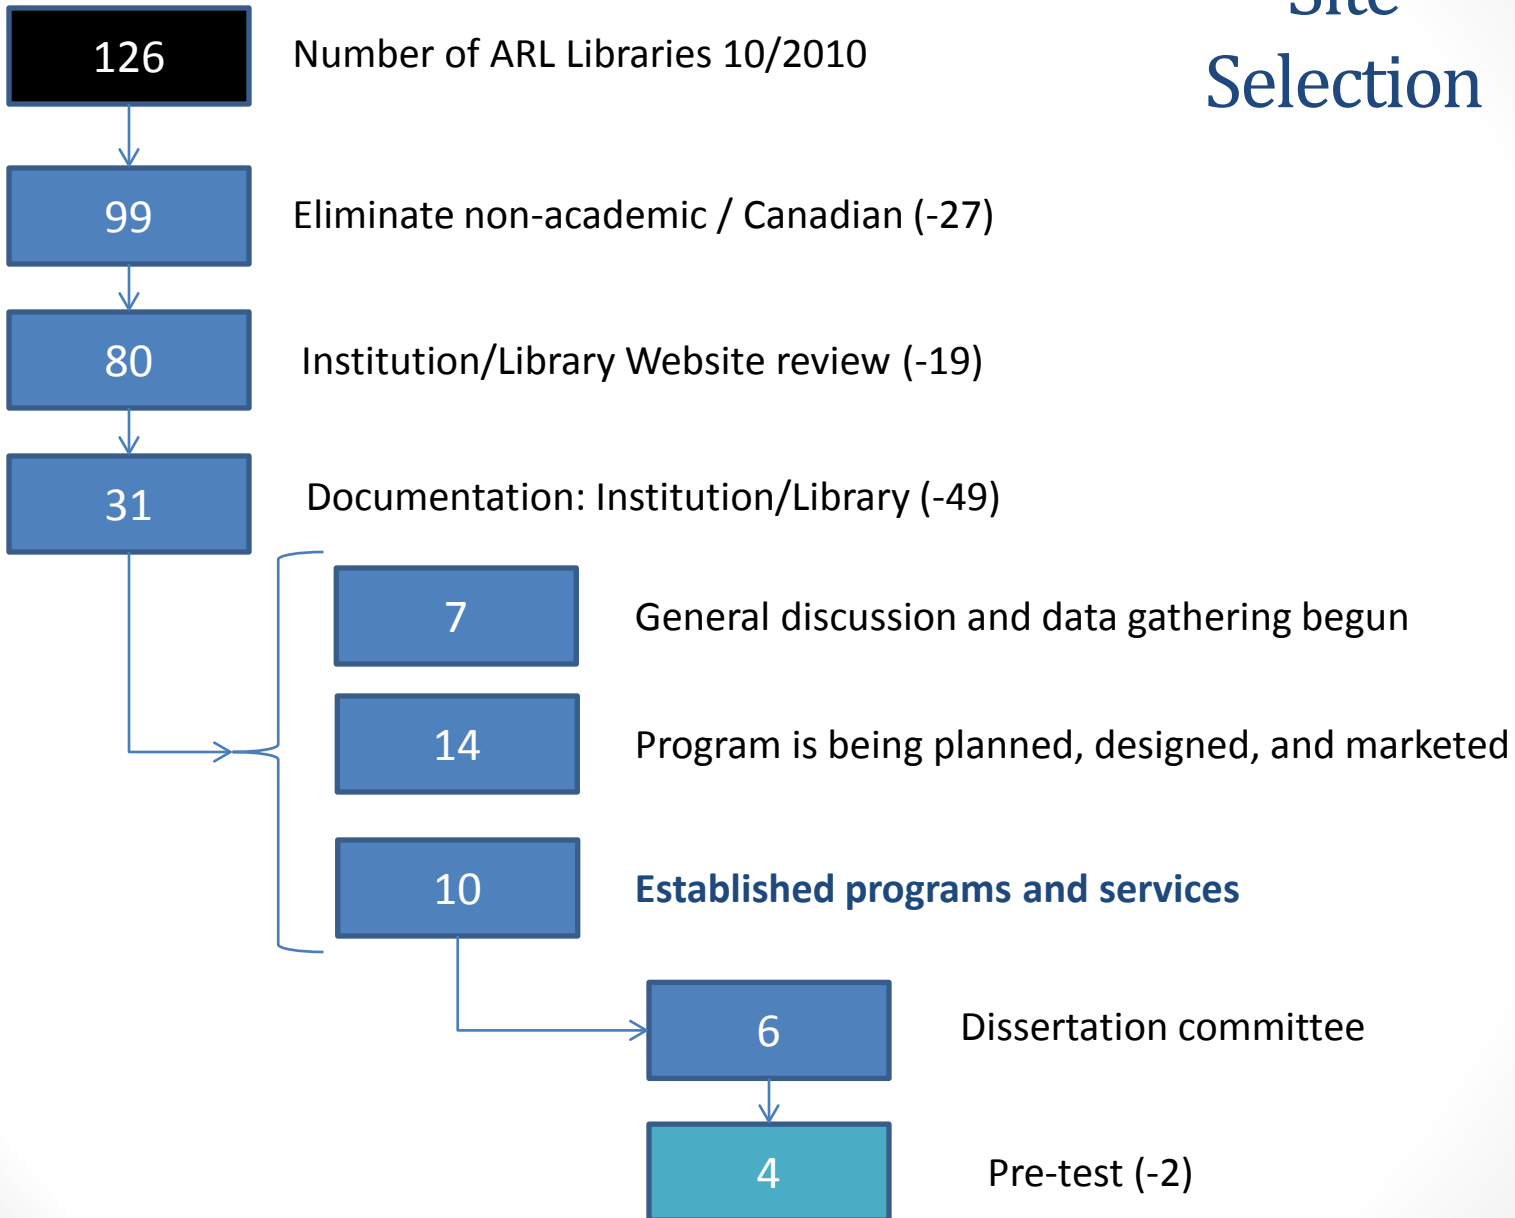 Site
Selection
126
Number of ARL Libraries 10/2010
99
Eliminate non-academic / Canadian (-27)
80
Institution/Library Website review (-19)
31
Documentation: Institution/Library (-49)
7
General discussion and data gathering begun
14
Program is being planned, designed, and marketed
10
Established programs and services
6
Dissertation committee
4
Pre-test (-2)